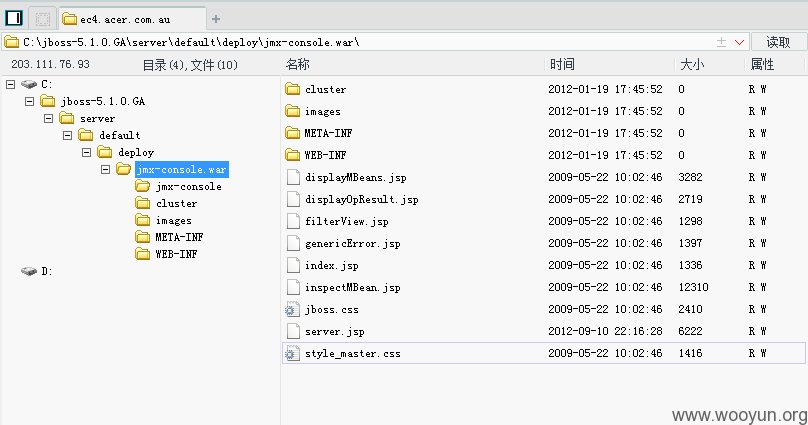 ec4.acer.com.au
C:\jboss-5.1.0.GA\server\default\deploy\jmx-console.war\ 读取
203.111.76.93 目录(4),文件(10) 名称 时间 大小 属性
C:
jboss-5.1.0.GA
server
default
deploy
jmx-console.war
jmx-console
cluster
images
META-INF
WEB-INF
D:
cluster 2012-01-19 17:45:52 0 R W
images 2012-01-19 17:45:52 0 R W
META-INF 2012-01-19 17:45:52 0 R W
WEB-INF 2012-01-19 17:45:52 0 R W
displayMBeans.jsp 2009-05-22 10:02:46 3282 R W
displayOpResult.jsp 2009-05-22 10:02:46 2719 R W
filterView.jsp 2009-05-22 10:02:46 1298 R W
genericError.jsp 2009-05-22 10:02:46 1397 R W
index.jsp 2009-05-22 10:02:46 1336 R W
inspectMBean.jsp 2009-05-22 10:02:46 12310 R W
jboss.css 2009-05-22 10:02:46 2410 R W
server.jsp 2012-09-10 22:16:28 6222 R W
style_master.css 2009-05-22 10:02:46 1416 R W
www.wooyun.org